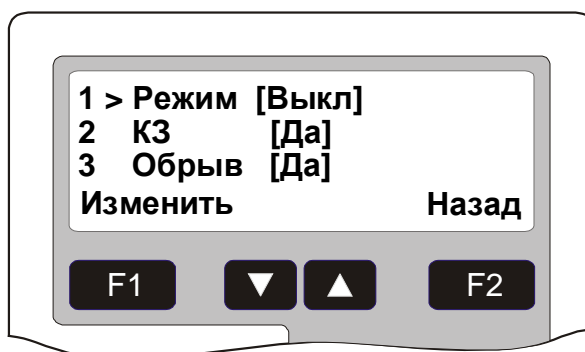 1 > Режим [Выкл]
2 КЗ [Да]
3 Обрыв [Да]
Изменить Назад
F1 ▼ ▲ F2